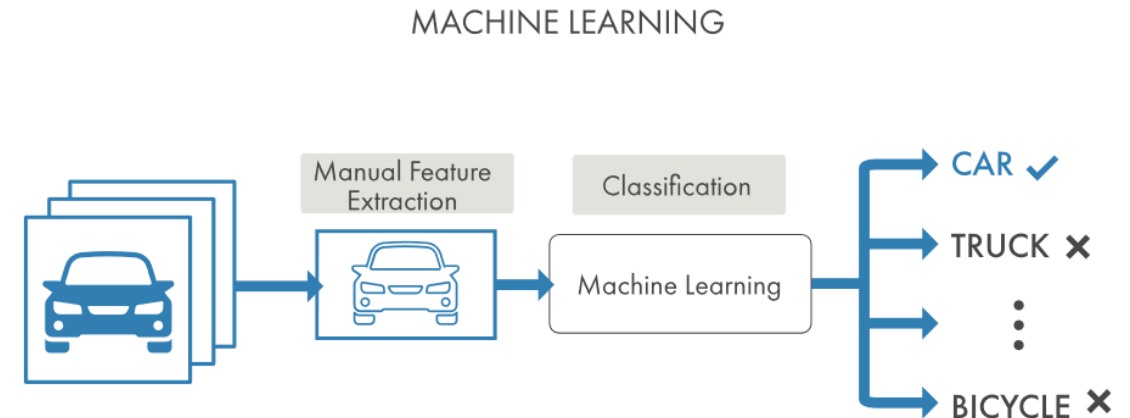 MACHINE LEARNING
Manual Feature
Extraction
Classification
Machine Learning
CAR
TRUCK
BICYCLE